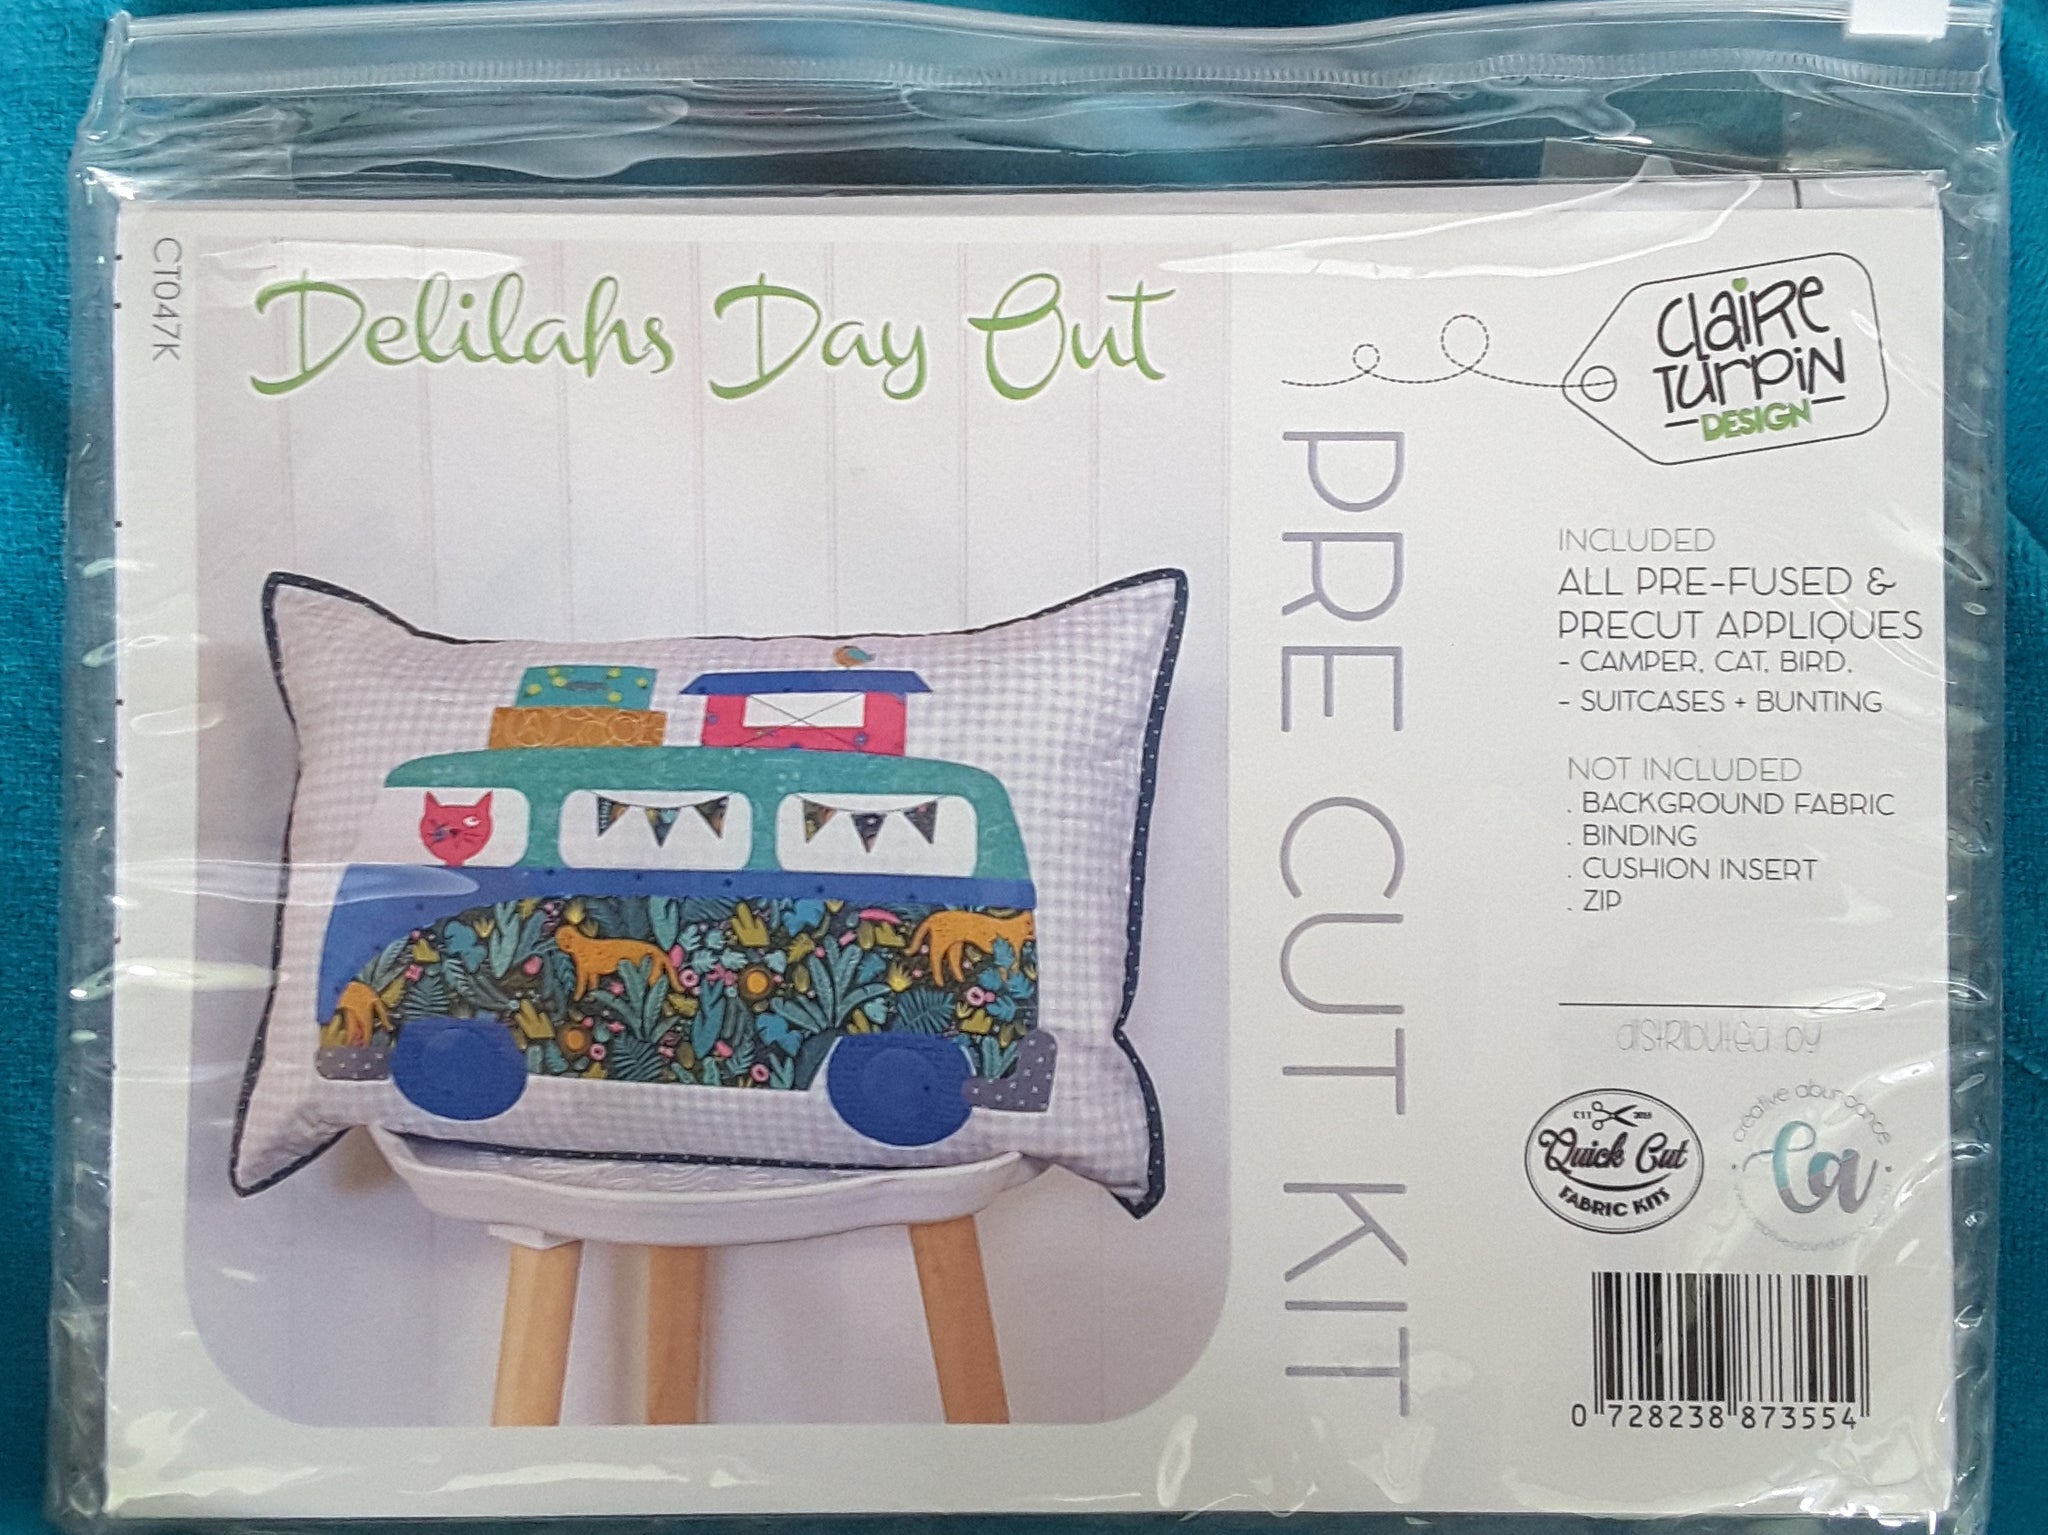 CT047K
Delilahs Day Out
PRE CUT KIT
Claire
Turpin
DESIGN
INCLUDED
ALL PRE-FUSED &
PRECUT APPLIQUES
- CAMPER, CAT, BIRD,
- SUITCASES + BUNTING
NOT INCLUDED
. BACKGROUND FABRIC
. BINDING
. CUSHION INSERT
. ZIP
distributed by
Quick Cut
FABRIC KITS
creative abundance
ca
0 728238 873554